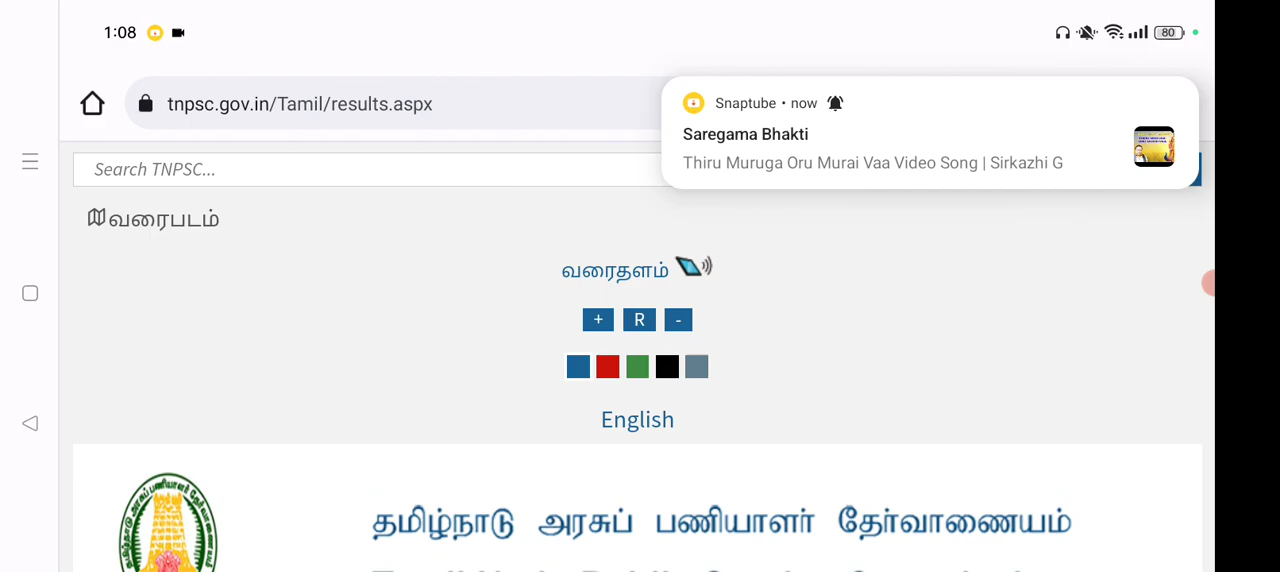 1:08
80
tnpsc.gov.in/Tamil/results.aspx
Snaptube • now
Saregama Bhakti
Thiru Muruga Oru Murai Vaa Video Song | Sirkazhi G
Search TNPSC...
வரைபடம்
வரைதளம்
+ R -
English
தமிழ்நாடு அரசுப் பணியாளர் தேர்வாணையம்